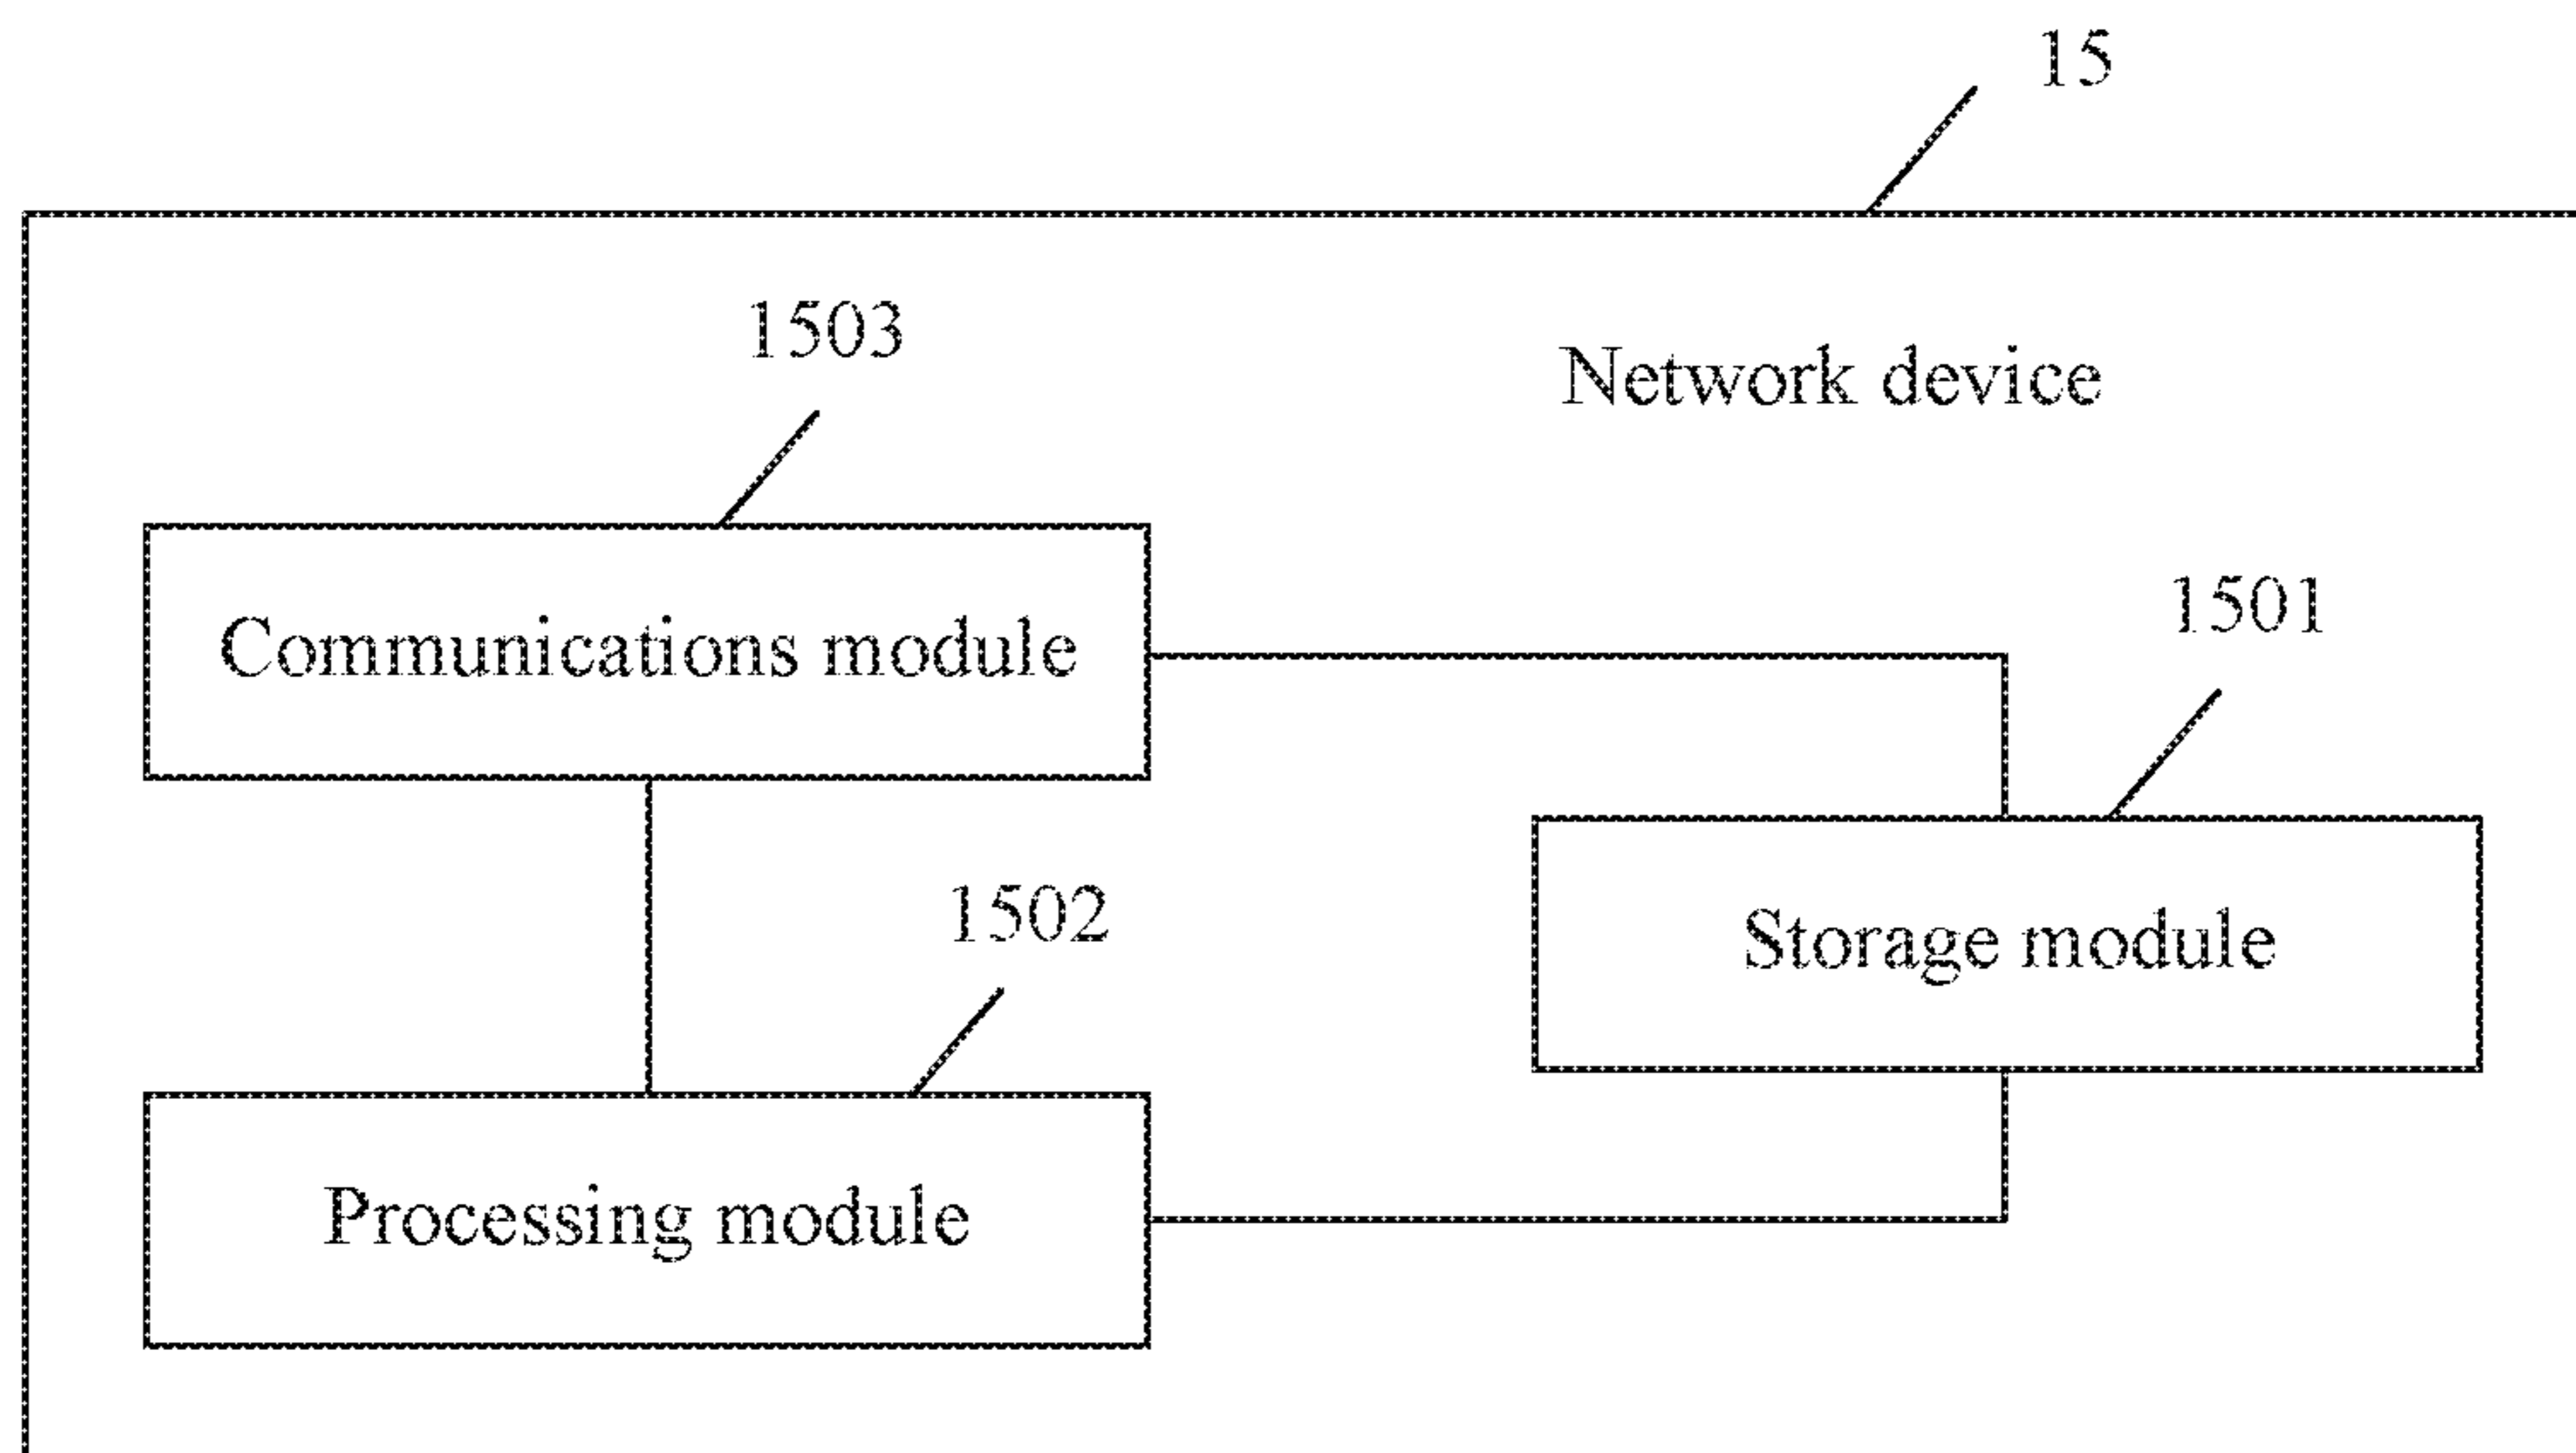 15
1503
Network device
Communications module
1501
1502
Storage module
Processing module